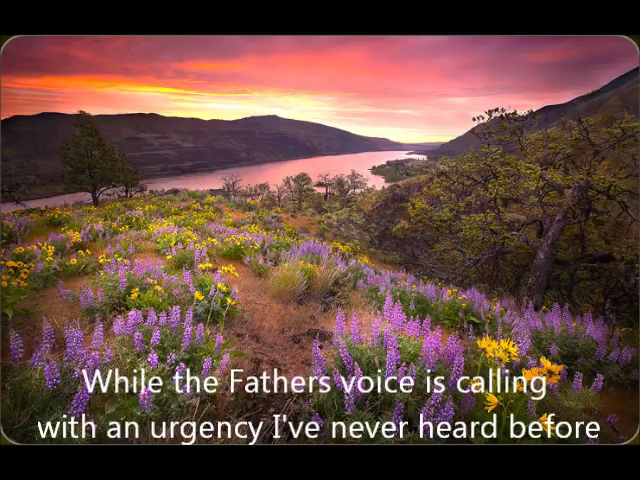 While the Fathers voice is calling
with an urgency I've never heard before